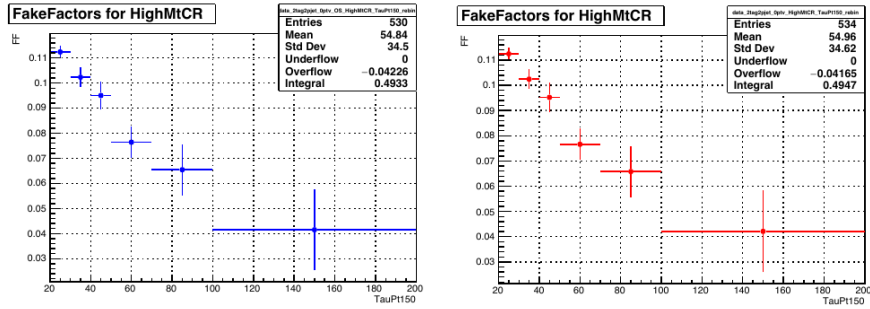 FakeFactors for HighMtCR
data_2tag2pjet_0ptv_OS_HighMtCR_TauPt150_rebin
Entries 530
Mean 54.84
Std Dev 34.5
Underflow 0
Overflow −0.04226
Integral 0.4933
FF
0.11
0.1
0.09
0.08
0.07
0.06
0.05
0.04
0.03
20 40 60 80 100 120 140 160 180 200
TauPt150
FakeFactors for HighMtCR
data_2tag2pjet_0ptv_HighMtCR_TauPt150_rebin
Entries 534
Mean 54.96
Std Dev 34.62
Underflow 0
Overflow −0.04165
Integral 0.4947
FF
0.11
0.1
0.09
0.08
0.07
0.06
0.05
0.04
0.03
20 40 60 80 100 120 140 160 180 200
TauPt150